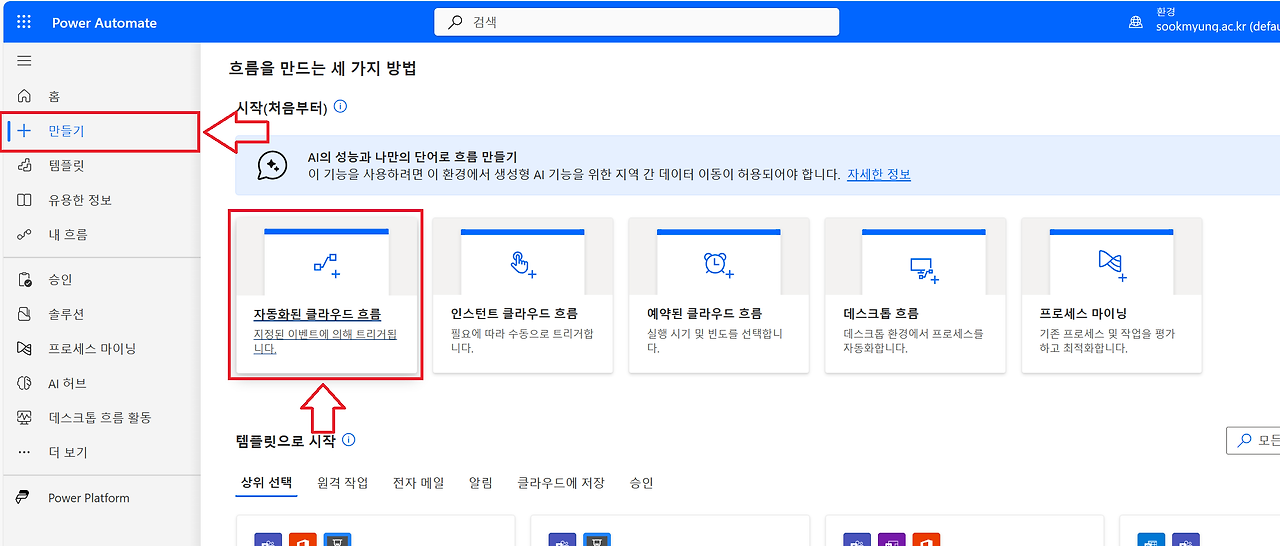 Power Automate
검색
환경
sookmyung.ac.kr (defau
홈
만들기
템플릿
유용한 정보
내 흐름
승인
솔루션
프로세스 마이닝
AI 허브
데스크톱 흐름 활동
더 보기
Power Platform
흐름을 만드는 세 가지 방법
시작(처음부터)
AI의 성능과 나만의 단어로 흐름 만들기
이 기능을 사용하려면 이 환경에서 생성형 AI 기능을 위한 지역 간 데이터 이동이 허용되어야 합니다. 자세한 정보
자동화된 클라우드 흐름
지정된 이벤트에 의해 트리거됩
니다.
인스턴트 클라우드 흐름
필요에 따라 수동으로 트리거합
니다.
예약된 클라우드 흐름
실행 시기 및 빈도를 선택합니
다.
데스크톱 흐름
데스크톱 환경에서 프로세스를
자동화합니다.
프로세스 마이닝
기존 프로세스 및 작업을 평가
하고 최적화합니다.
템플릿으로 시작
모든
상위 선택 원격 작업 전자 메일 알림 클라우드에 저장 승인